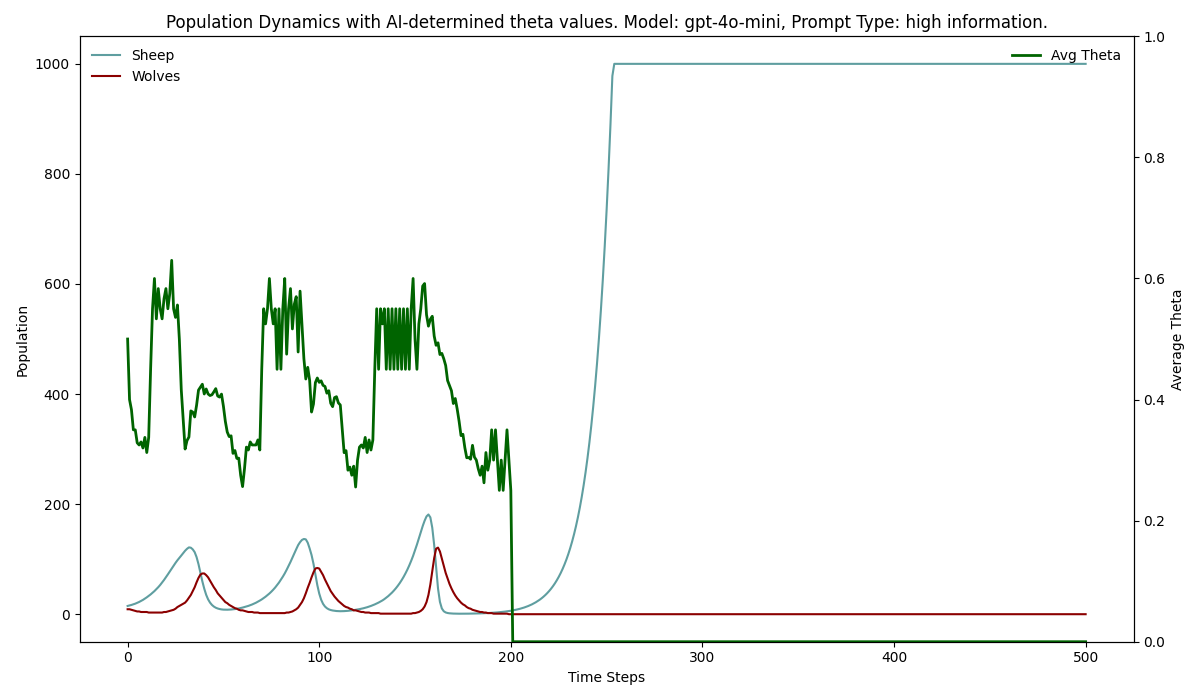 Population Dynamics with AI-determined theta values. Model: gpt-4o-mini, Prompt Type: high information.
Sheep
Wolves
Avg Theta
Population
1000
800
600
400
200
0
1.0
0.8
0.6
0.4
0.2
0.0
Average Theta
0 100 200 300 400 500
Time Steps